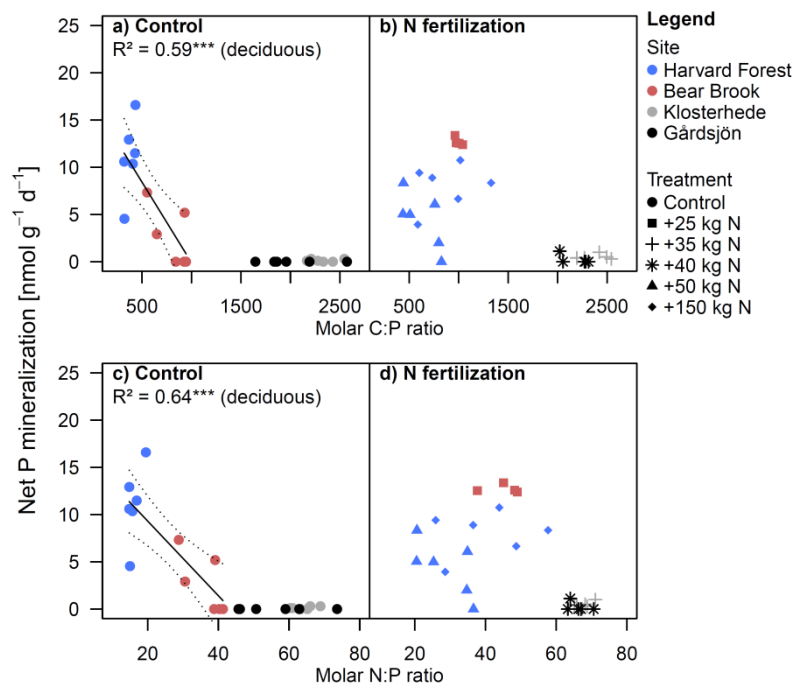 a) Control
R² = 0.59*** (deciduous)
b) N fertilization
25
20
15
10
5
0
500
1500
2500
500
1500
2500
Molar C:P ratio
Net P mineralization [nmol g⁻¹ d⁻¹]
c) Control
R² = 0.64*** (deciduous)
d) N fertilization
25
20
15
10
5
0
20
40
60
80
20
40
60
80
Molar N:P ratio
Legend
Site
Harvard Forest
Bear Brook
Klosterhede
Gårdsjön
Treatment
Control
+25 kg N
+35 kg N
+40 kg N
+50 kg N
+150 kg N